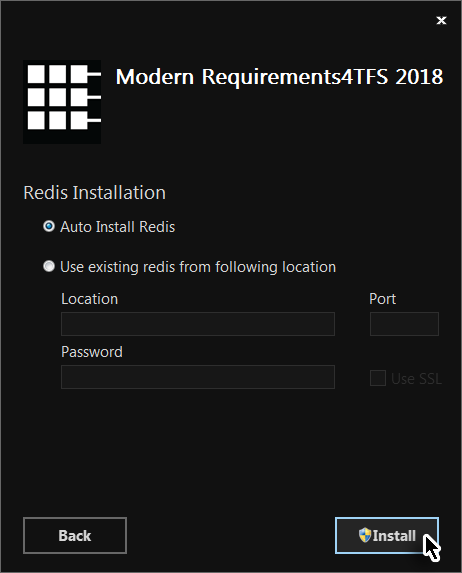 Modern Requirements4TFS 2018
Redis Installation
Auto Install Redis
Use existing redis from following location
Location Port
Password
Use SSL
Back Install